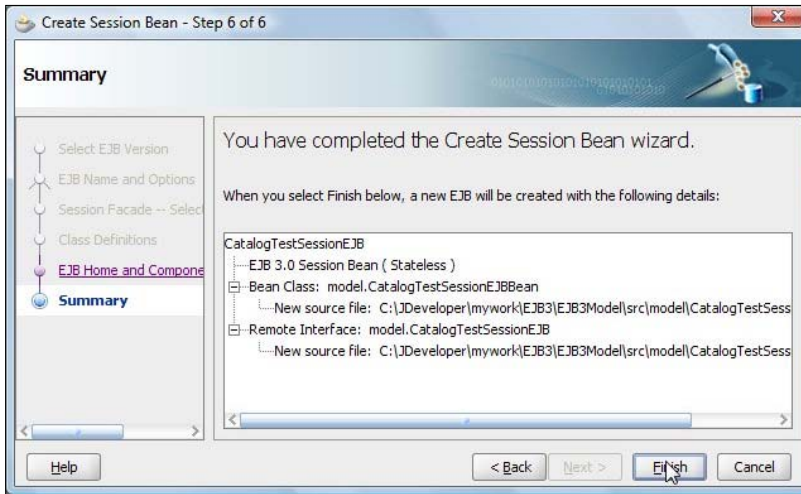 Create Session Bean - Step 6 of 6
Summary
Select EJB Version
EJB Name and Options
Session Facade -- Selec
Class Definitions
EJB Home and Compone
Summary
You have completed the Create Session Bean wizard.
When you select Finish below, a new EJB will be created with the following details:
CatalogTestSessionEJB
EJB 3.0 Session Bean ( Stateless )
Bean Class: model.CatalogTestSessionEJBBean
New source file: C:\JDeveloper\mywork\EJB3\EJB3Model\src\model\CatalogTestSess
Remote Interface: model.CatalogTestSessionEJB
New source file: C:\JDeveloper\mywork\EJB3\EJB3Model\src\model\CatalogTestSess
Help
< Back
Next >
Finish
Cancel